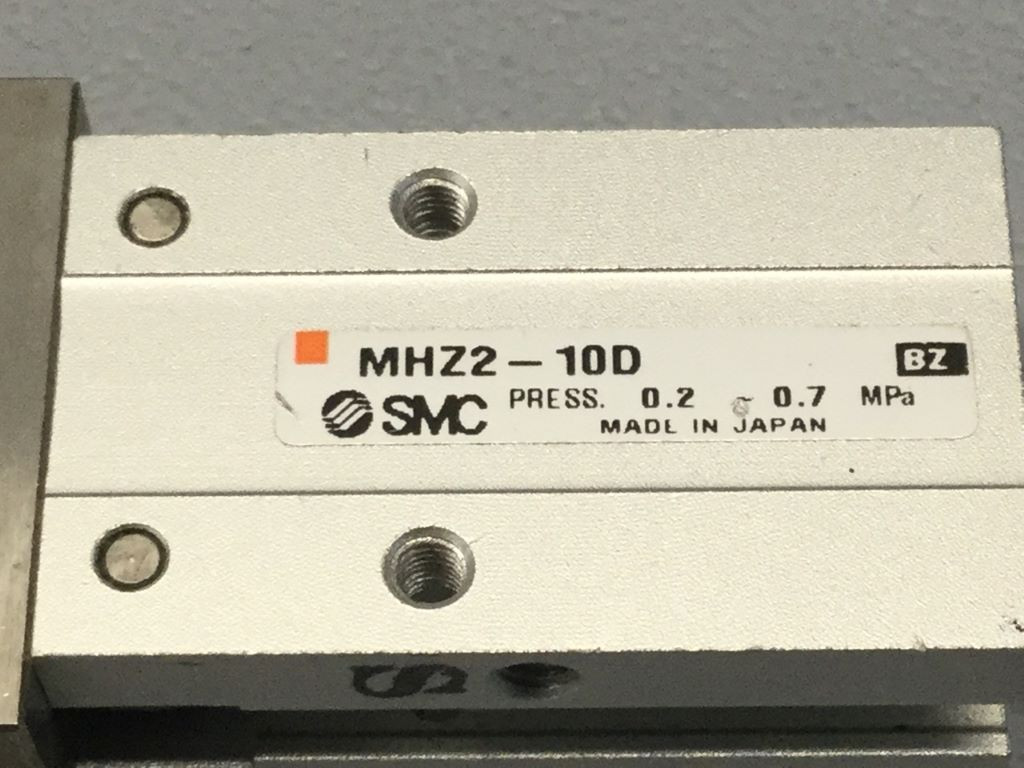 MHZ2-10D BZ
SMC PRESS. 0.2 ~ 0.7 MPa
MADE IN JAPAN
S